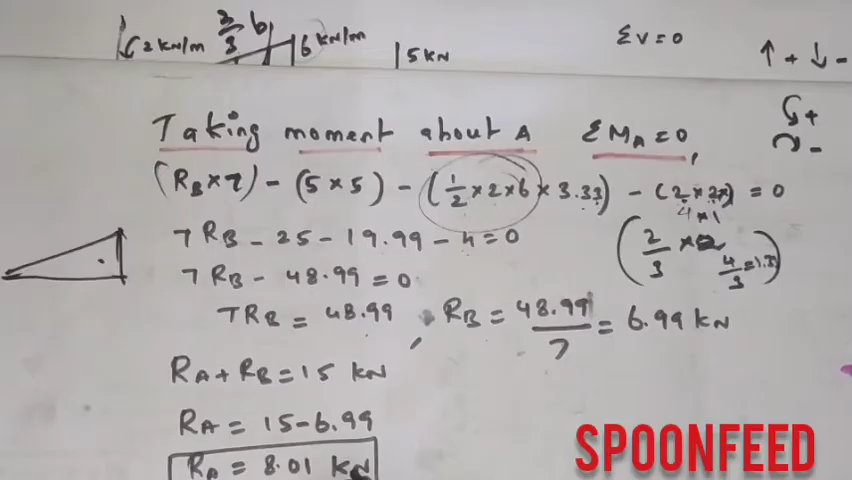 2 kN/m 2/3 b 6 kN/m 5 kN ΣV=0 ↑+ ↓-
Taking moment about A ΣMA=0, +
(RB×7) - (5×5) - (1/2×2×6×3.33) - (2×2×) = 0 -
4×1
7RB - 25 - 19.99 - 4 = 0 (2/3×2 4/3=1.33)
7RB - 48.99 = 0
7RB = 48.99, RB = 48.99/7 = 6.99 kN
RA + RB = 15 kN
RA = 15-6.99
RA = 8.01 kN
SPOONFEED